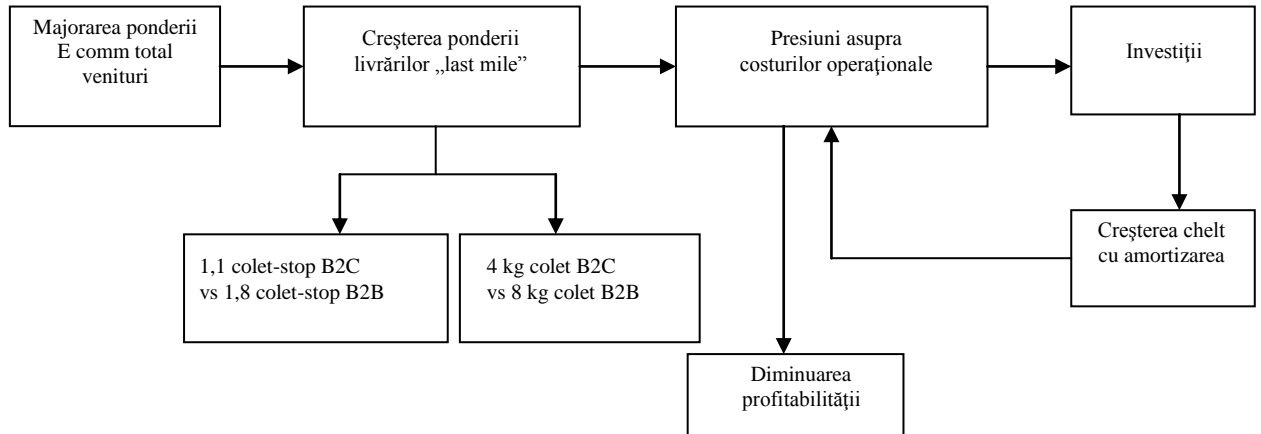 Majorarea ponderii
E comm total
venituri
Creşterea ponderii
livrărilor „last mile”
Presiuni asupra
costurilor operaţionale
Investiţii
1,1 colet-stop B2C
vs 1,8 colet-stop B2B
4 kg colet B2C
vs 8 kg colet B2B
Creşterea chelt
cu amortizarea
Diminuarea
profitabilităţii